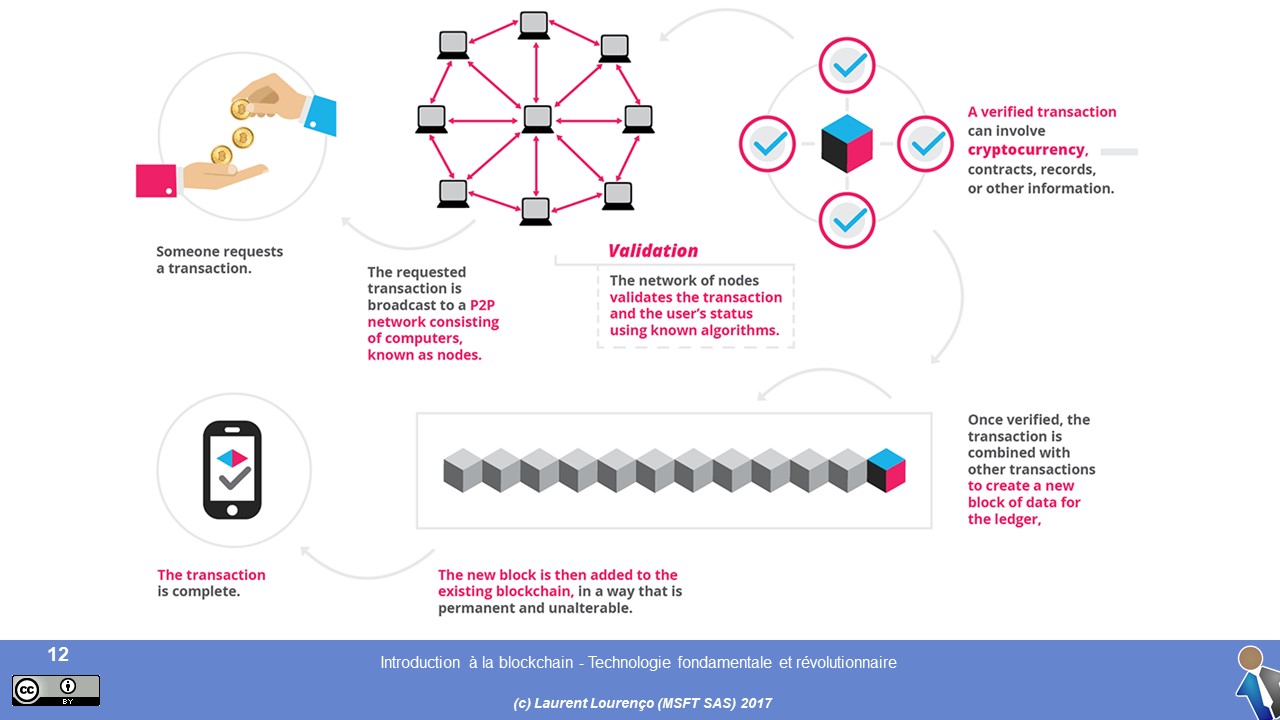 Someone requests
a transaction.
The requested
transaction is
broadcast to a P2P
network consisting
of computers,
known as nodes.
Validation
The network of nodes
validates the transaction
and the user's status
using known algorithms.
A verified transaction
can involve
cryptocurrency,
contracts, records,
or other information.
Once verified, the
transaction is
combined with
other transactions
to create a new
block of data for
the ledger,
The new block is then added to the
existing blockchain, in a way that is
permanent and unalterable.
The transaction
is complete.
12
cc
BY
Introduction à la blockchain - Technologie fondamentale et révolutionnaire
(c) Laurent Lourenço (MSFT SAS) 2017